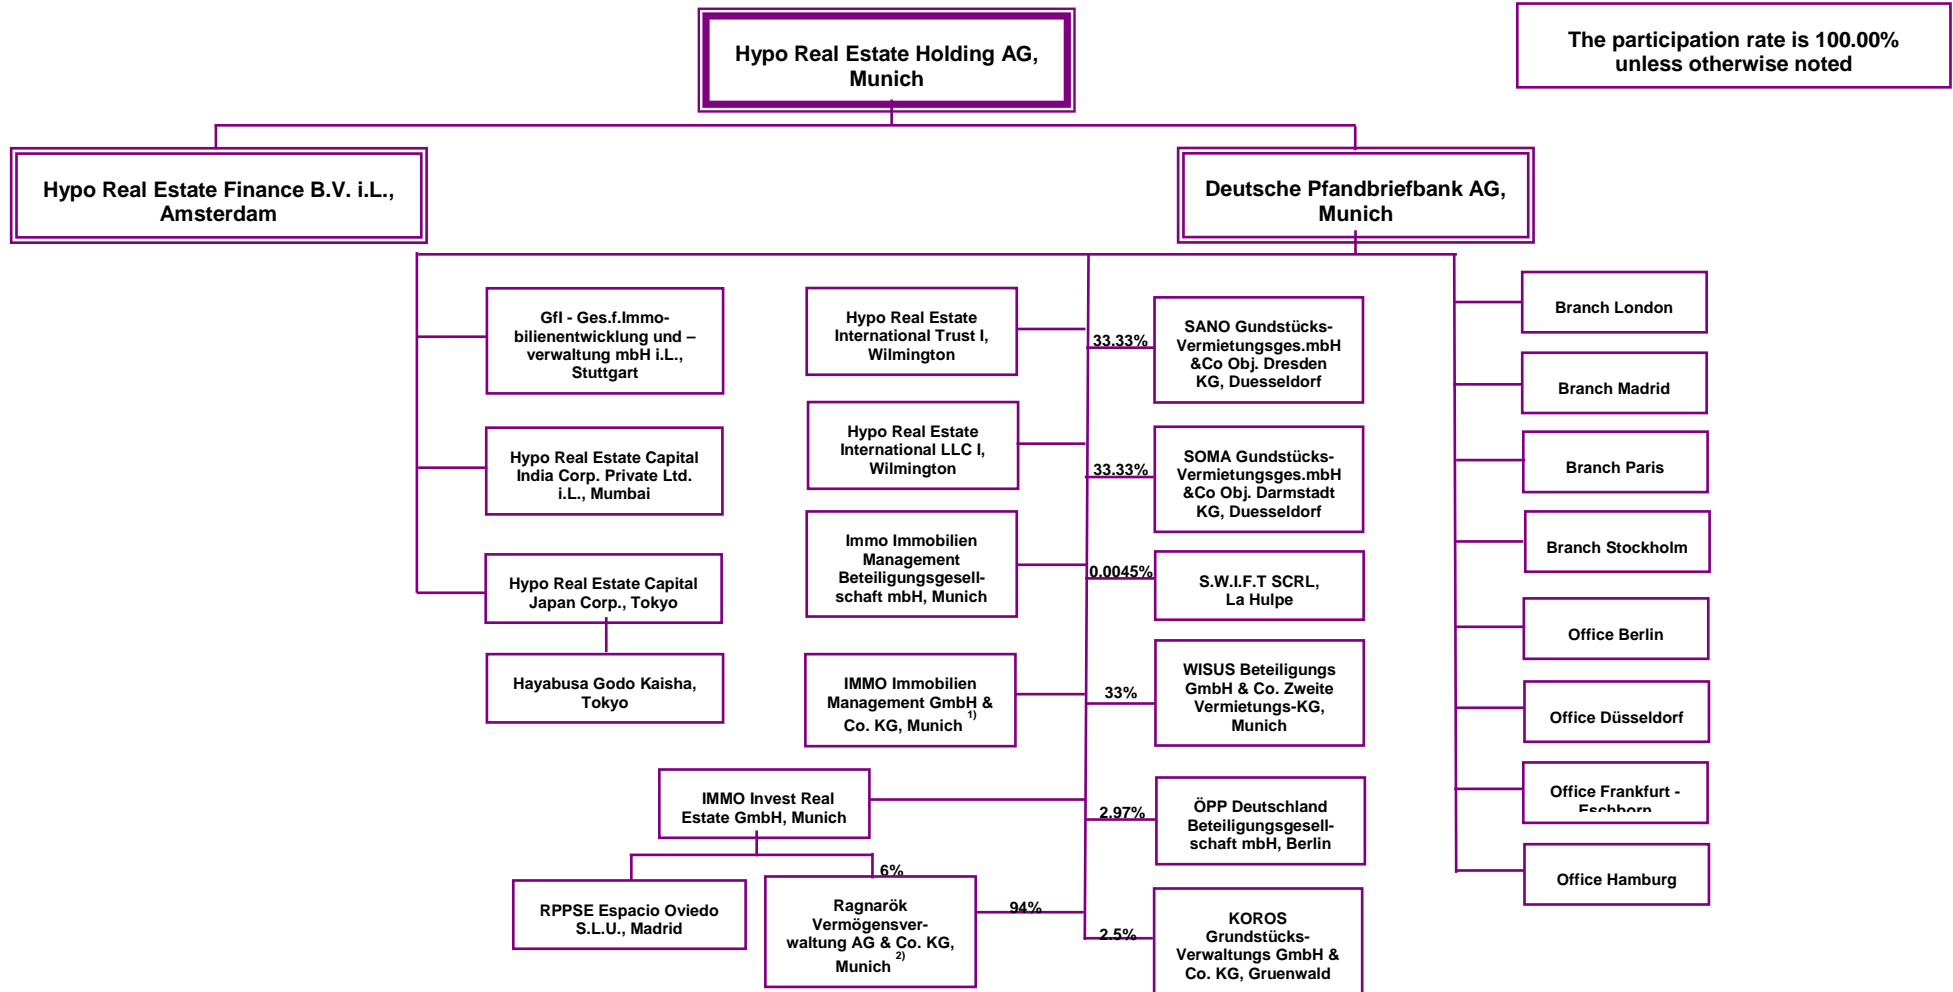 Hypo Real Estate Holding AG,
Munich
The participation rate is 100.00%
unless otherwise noted
Hypo Real Estate Finance B.V. i.L.,
Amsterdam
Deutsche Pfandbriefbank AG,
Munich
GfI - Ges.f.Immo-
bilienentwicklung und –
verwaltung mbH i.L.,
Stuttgart
Hypo Real Estate Capital
India Corp. Private Ltd.
i.L., Mumbai
Hypo Real Estate Capital
Japan Corp., Tokyo
Hayabusa Godo Kaisha,
Tokyo
Hypo Real Estate
International Trust I,
Wilmington
Hypo Real Estate
International LLC I,
Wilmington
Immo Immobilien
Management
Beteiligungsgesell-
schaft mbH, Munich
IMMO Immobilien
Management GmbH &
Co. KG, Munich 1)
IMMO Invest Real
Estate GmbH, Munich
RPPSE Espacio Oviedo
S.L.U., Madrid
6%
Ragnarök
Vermögensver-
waltung AG & Co. KG,
Munich 2)
94%
33.33%
SANO Gundstücks-
Vermietungsges.mbH
&Co Obj. Dresden
KG, Duesseldorf
33.33%
SOMA Gundstücks-
Vermietungsges.mbH
&Co Obj. Darmstadt
KG, Duesseldorf
0.0045%
S.W.I.F.T SCRL,
La Hulpe
33%
WISUS Beteiligungs
GmbH & Co. Zweite
Vermietungs-KG,
Munich
2.97%
ÖPP Deutschland
Beteiligungsgesell-
schaft mbH, Berlin
2.5%
KOROS
Grundstücks-
Verwaltungs GmbH &
Co. KG, Gruenwald
Branch London
Branch Madrid
Branch Paris
Branch Stockholm
Office Berlin
Office Düsseldorf
Office Frankfurt -
Eschborn
Office Hamburg